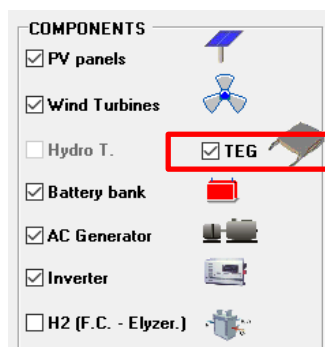 COMPONENTS
PV panels
Wind Turbines
Hydro T. TEG
Battery bank
AC Generator
Inverter
H2 (F.C. - Elyzer.)